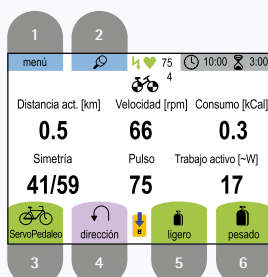 1 2
menú 75 10:00 3:00
4
Distancia act. [km] Velocidad [rpm] Consumo [kCal]
0.5 66 0.3
Simetría Pulso Trabajo activo [~W]
41/59 75 17
ServoPedaleo dirección ligero pesado
3 4 5 6